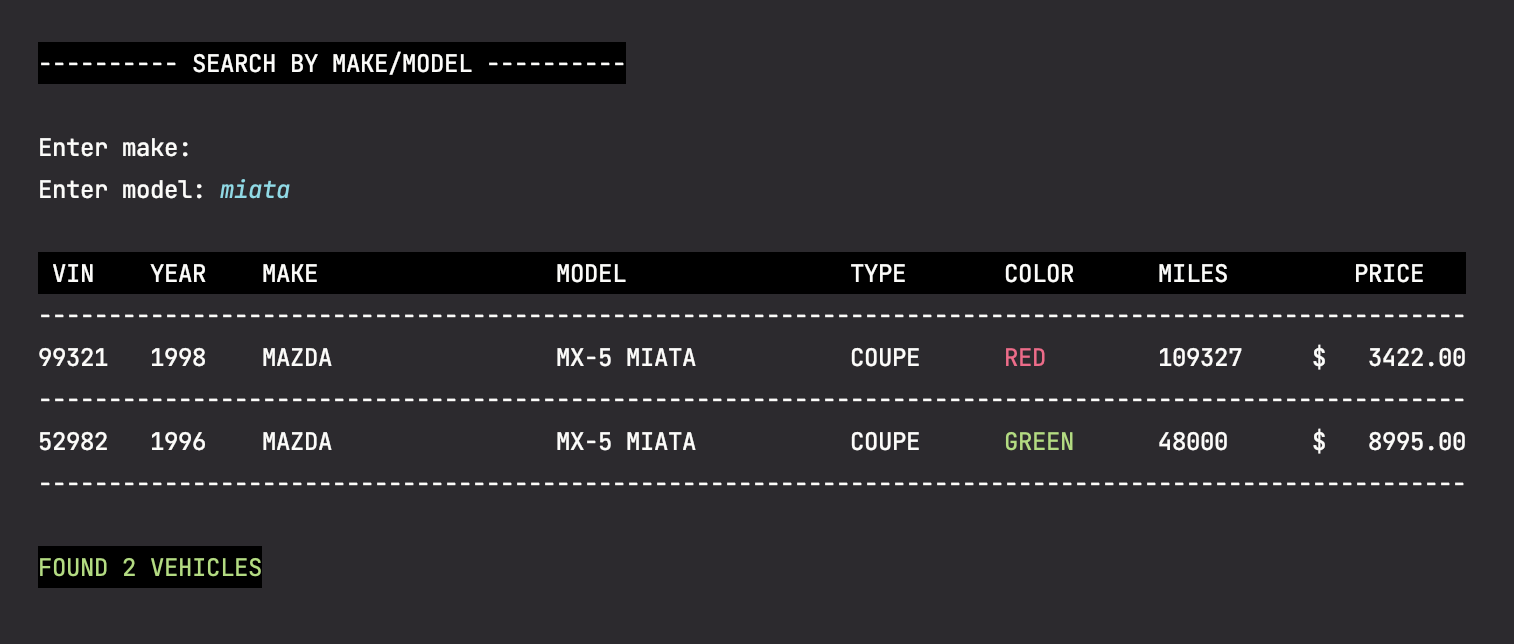 ---------- SEARCH BY MAKE/MODEL ----------
Enter make:
Enter model: miata
VIN    YEAR    MAKE                 MODEL                TYPE       COLOR      MILES         PRICE
------------------------------------------------------------------------------------------------------
99321   1998    MAZDA                MX-5 MIATA           COUPE      RED        109327     $   3422.00
------------------------------------------------------------------------------------------------------
52982   1996    MAZDA                MX-5 MIATA           COUPE      GREEN      48000      $   8995.00
------------------------------------------------------------------------------------------------------
FOUND 2 VEHICLES